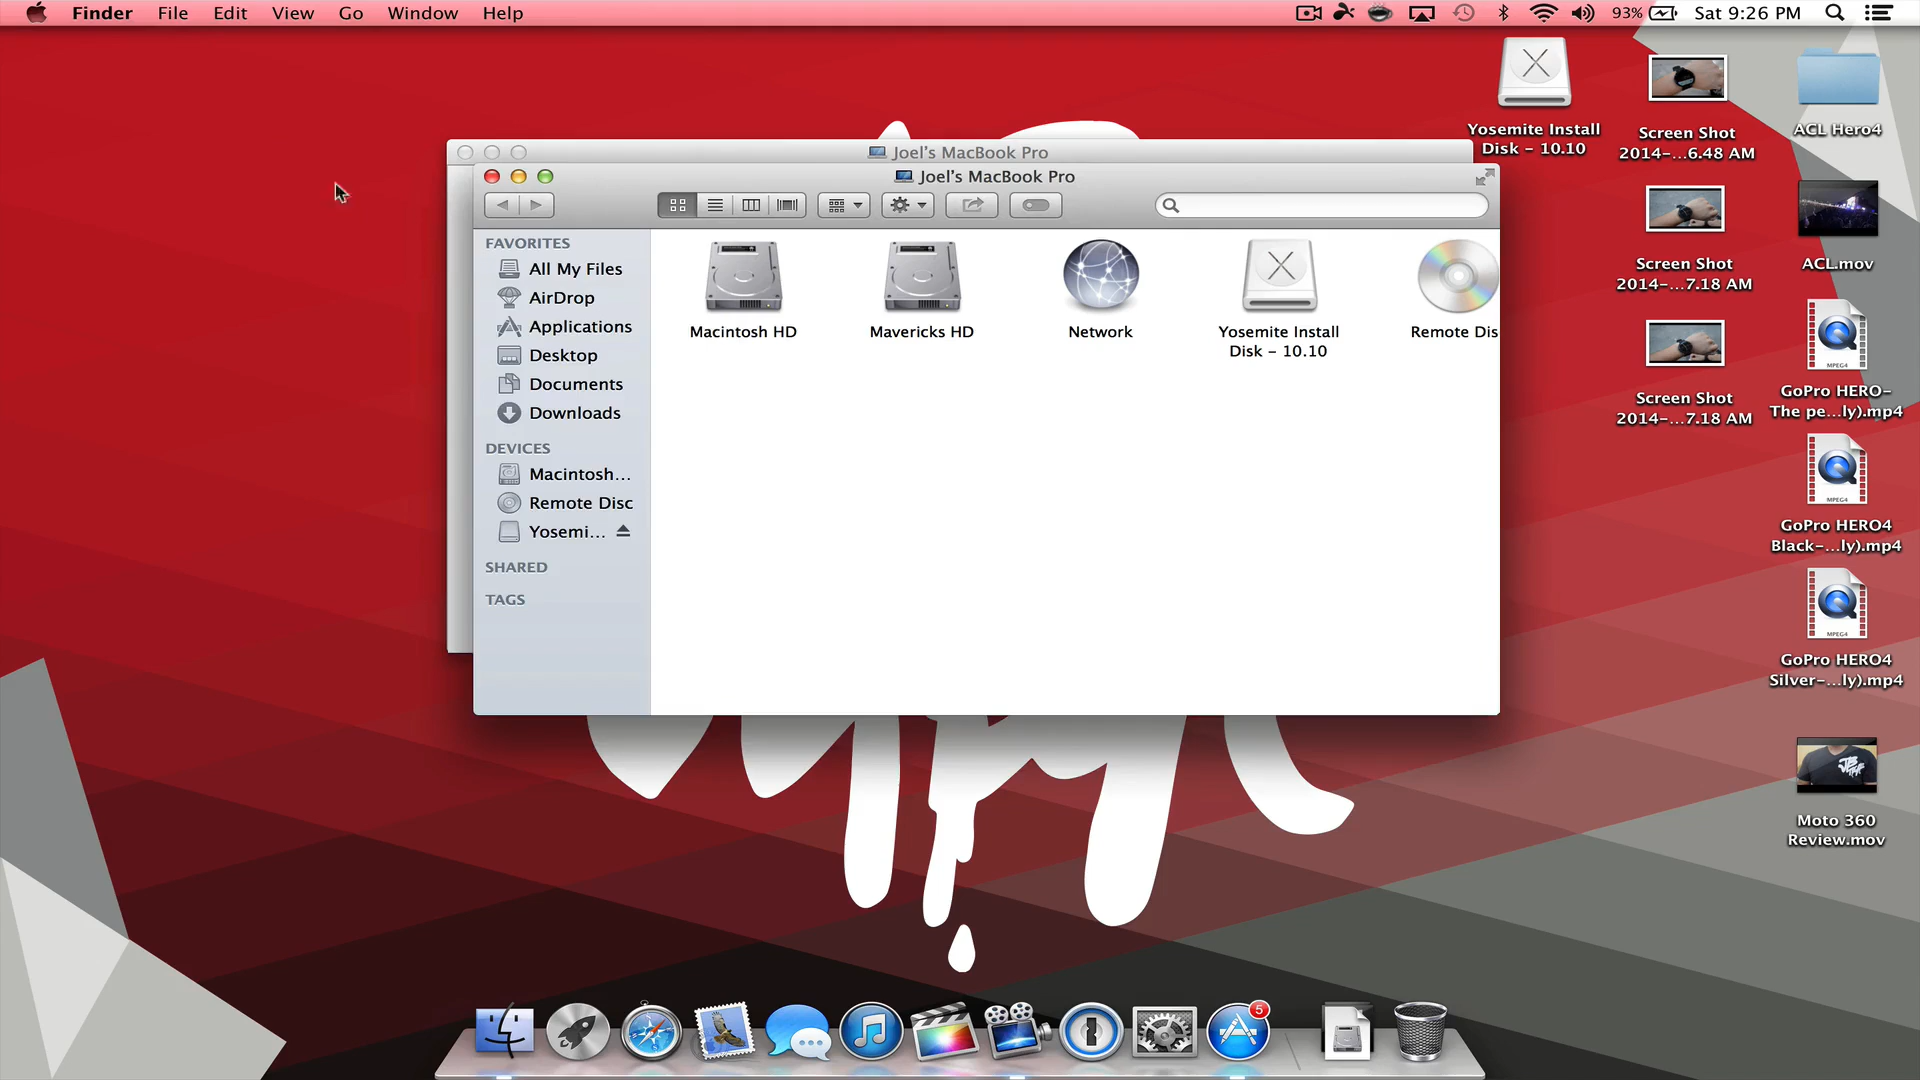 Finder File Edit View Go Window Help
93% Sat 9:26 PM
Joel's MacBook Pro
Joel's MacBook Pro
FAVORITES
All My Files
AirDrop
Applications
Desktop
Documents
Downloads
DEVICES
Macintosh...
Remote Disc
Yosemi...
SHARED
TAGS
Macintosh HD
Mavericks HD
Network
Yosemite Install
Disk – 10.10
Remote Dis
Yosemite Install
Disk – 10.10
Screen Shot
2014-...6.48 AM
Screen Shot
2014-...7.18 AM
Screen Shot
2014-...7.18 AM
ACL Hero4
ACL.mov
MPEG4
GoPro HERO-
The pe...ly).mp4
MPEG4
GoPro HERO4
Black-...ly).mp4
MPEG4
GoPro HERO4
Silver-...ly).mp4
Moto 360
Review.mov
5